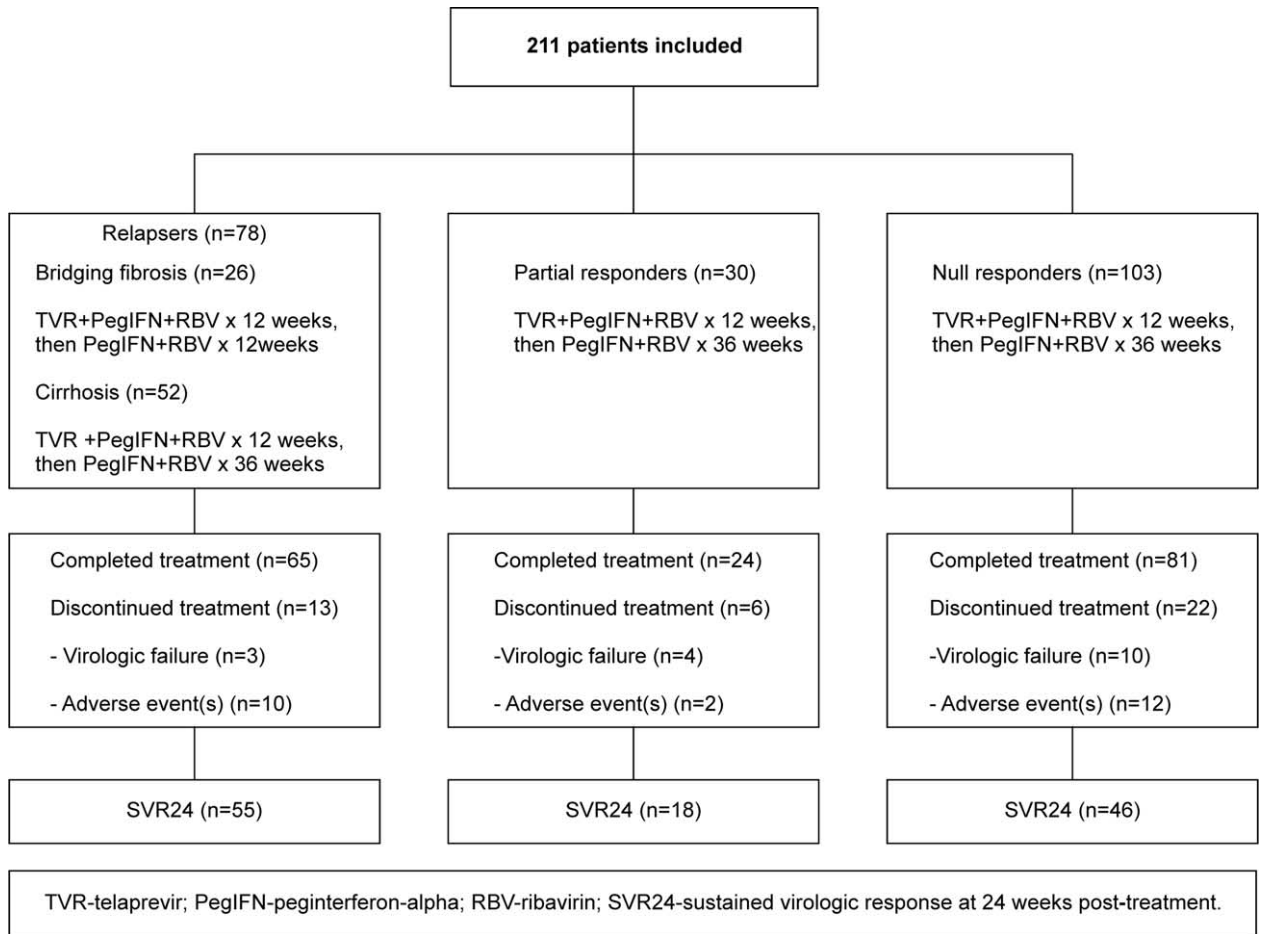 211 patients included
Relapsers (n=78)
Bridging fibrosis (n=26)
TVR+PegIFN+RBV x 12 weeks,
then PegIFN+RBV x 12weeks
Cirrhosis (n=52)
TVR +PegIFN+RBV x 12 weeks,
then PegIFN+RBV x 36 weeks
Partial responders (n=30)
TVR+PegIFN+RBV x 12 weeks,
then PegIFN+RBV x 36 weeks
Null responders (n=103)
TVR+PegIFN+RBV x 12 weeks,
then PegIFN+RBV x 36 weeks
Completed treatment (n=65)
Discontinued treatment (n=13)
- Virologic failure (n=3)
- Adverse event(s) (n=10)
Completed treatment (n=24)
Discontinued treatment (n=6)
-Virologic failure (n=4)
- Adverse event(s) (n=2)
Completed treatment (n=81)
Discontinued treatment (n=22)
-Virologic failure (n=10)
- Adverse event(s) (n=12)
SVR24 (n=55)
SVR24 (n=18)
SVR24 (n=46)
TVR-telaprevir; PegIFN-peginterferon-alpha; RBV-ribavirin; SVR24-sustained virologic response at 24 weeks post-treatment.